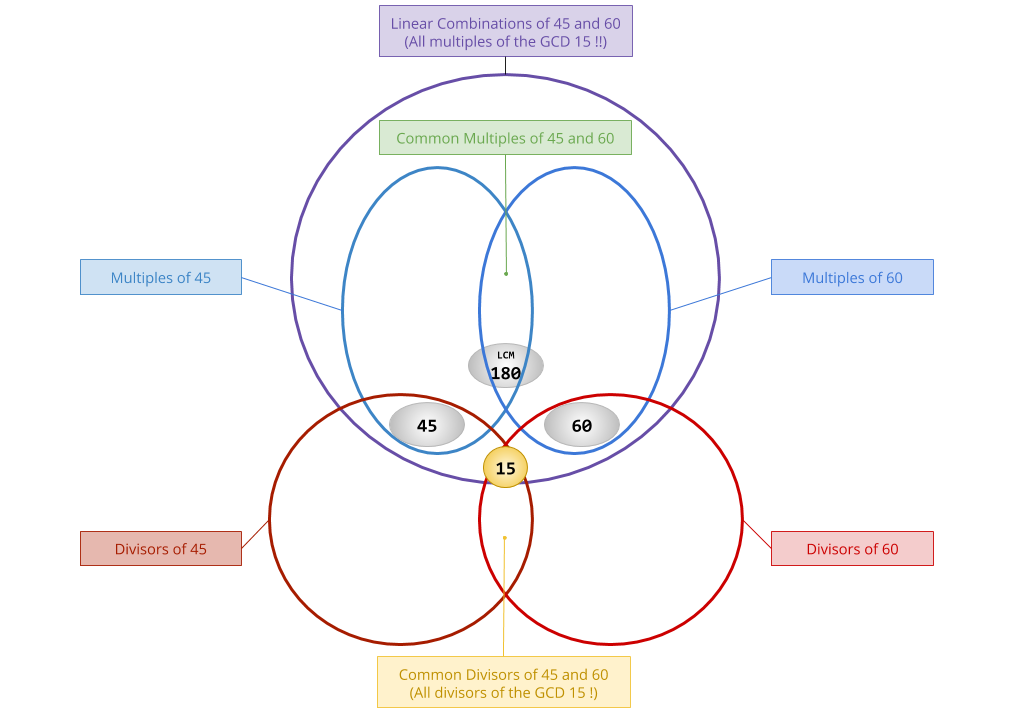 Linear Combinations of 45 and 60
(All multiples of the GCD 15 !!)
Common Multiples of 45 and 60
Multiples of 45
Multiples of 60
LCM
180
45
60
15
Divisors of 45
Divisors of 60
Common Divisors of 45 and 60
(All divisors of the GCD 15 !)